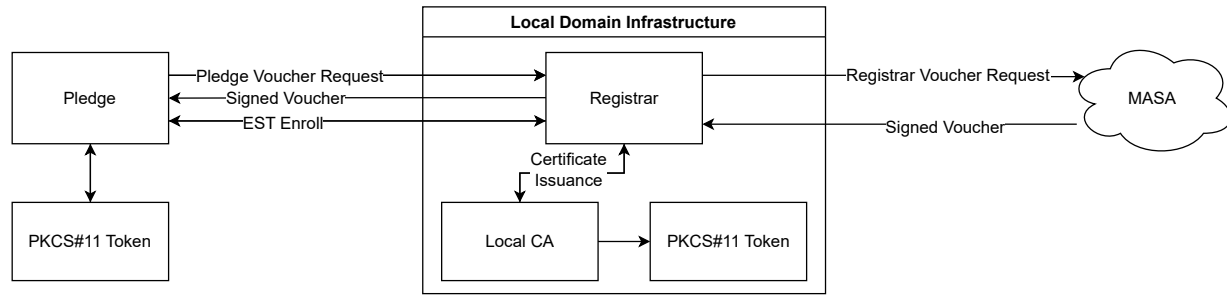 Local Domain Infrastructure
Pledge
Pledge Voucher Request
Signed Voucher
EST Enroll
Registrar
Registrar Voucher Request
Signed Voucher
MASA
Certificate
Issuance
PKCS#11 Token
Local CA
PKCS#11 Token